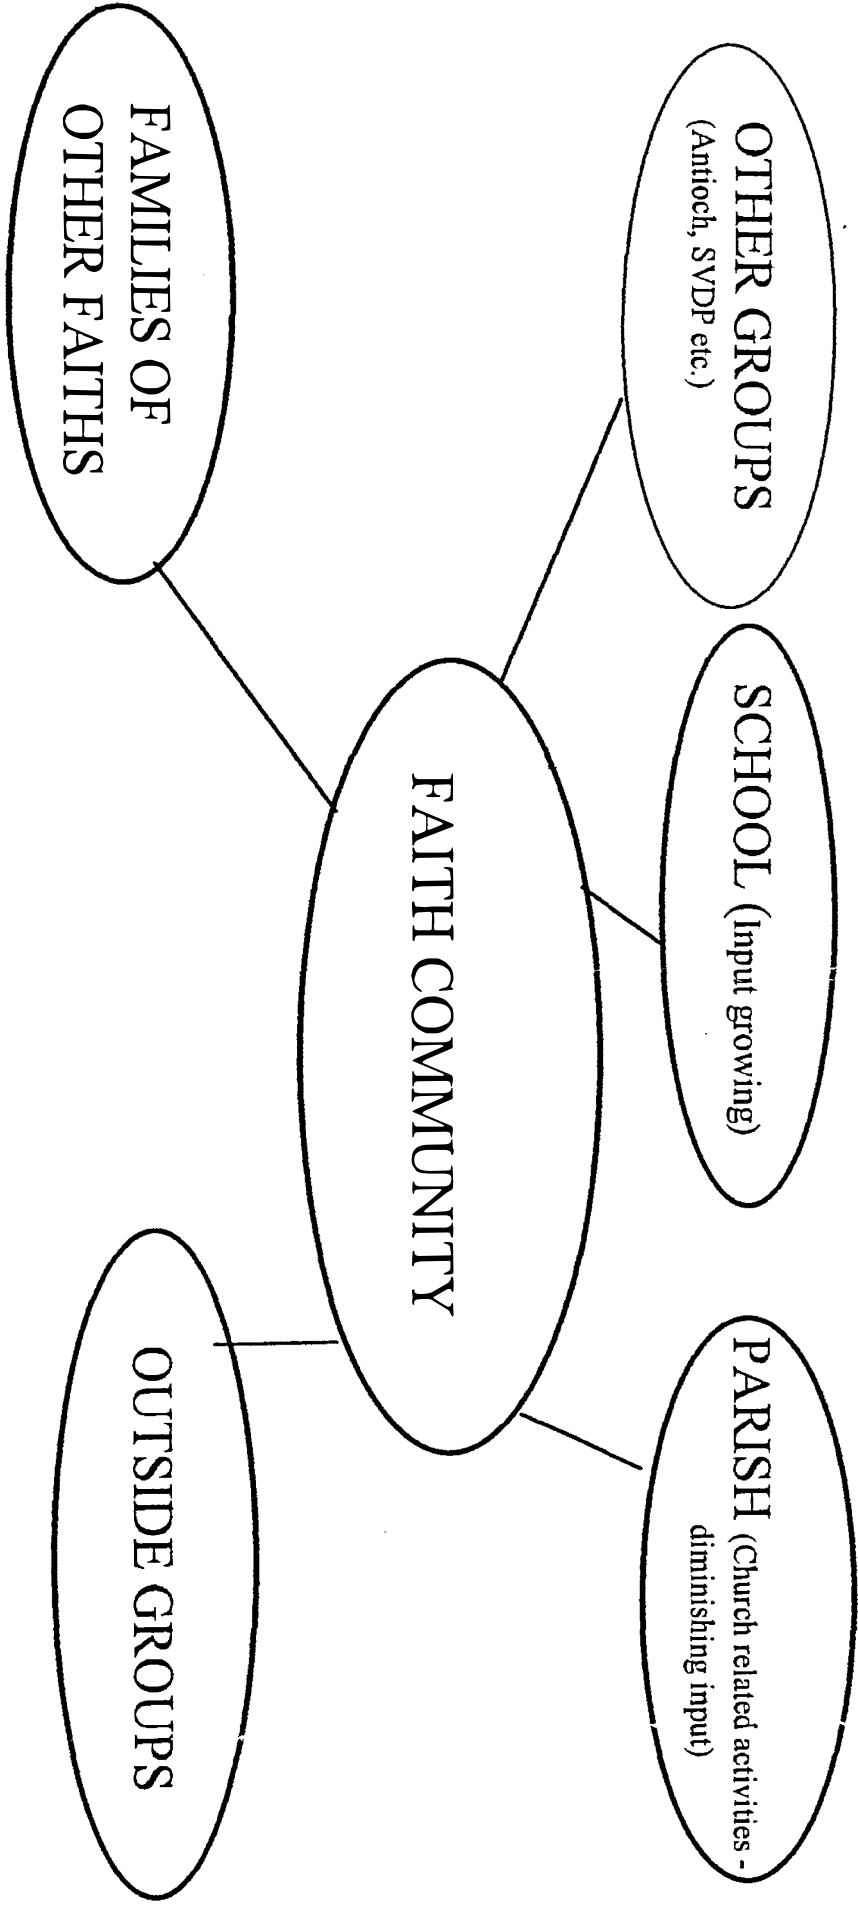 OTHER GROUPS
(Antioch, SVDP etc.)
SCHOOL (Input growing)
PARISH (Church related activities -
diminishing input)
FAITH COMMUNITY
FAMILIES OF
OTHER FAITHS
OUTSIDE GROUPS